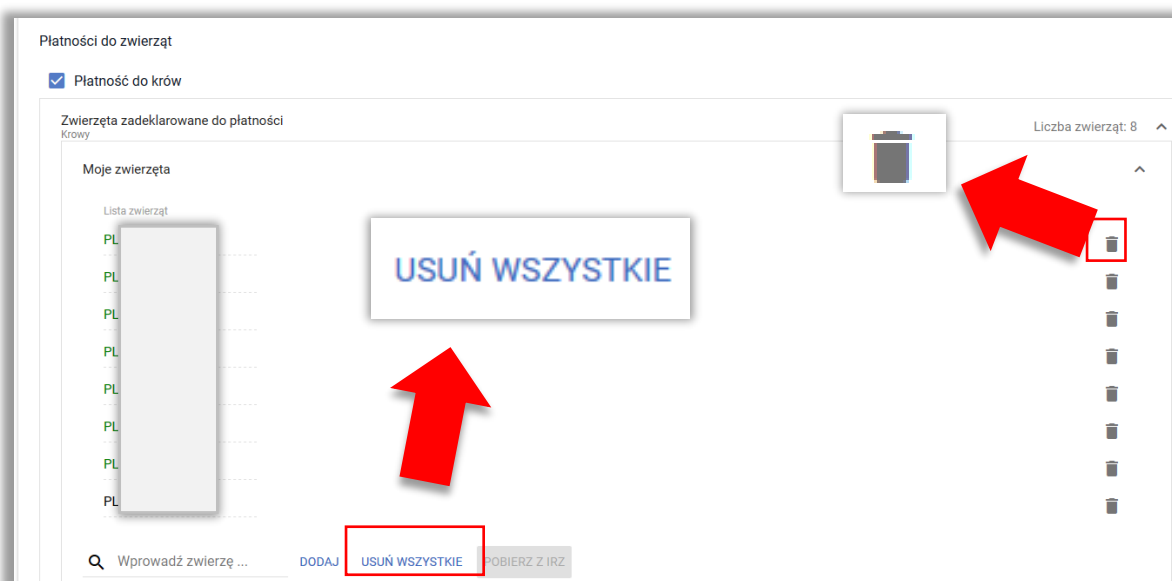 Płatności do zwierząt
Płatność do krów
Zwierzęta zadeklarowane do płatności
Krowy
Liczba zwierząt: 8
Moje zwierzęta
Lista zwierząt
PL
PL
PL
PL
PL
PL
PL
PL
USUŃ WSZYSTKIE
Wprowadź zwierzę ... DODAJ USUŃ WSZYSTKIE POBIERZ Z IRZ